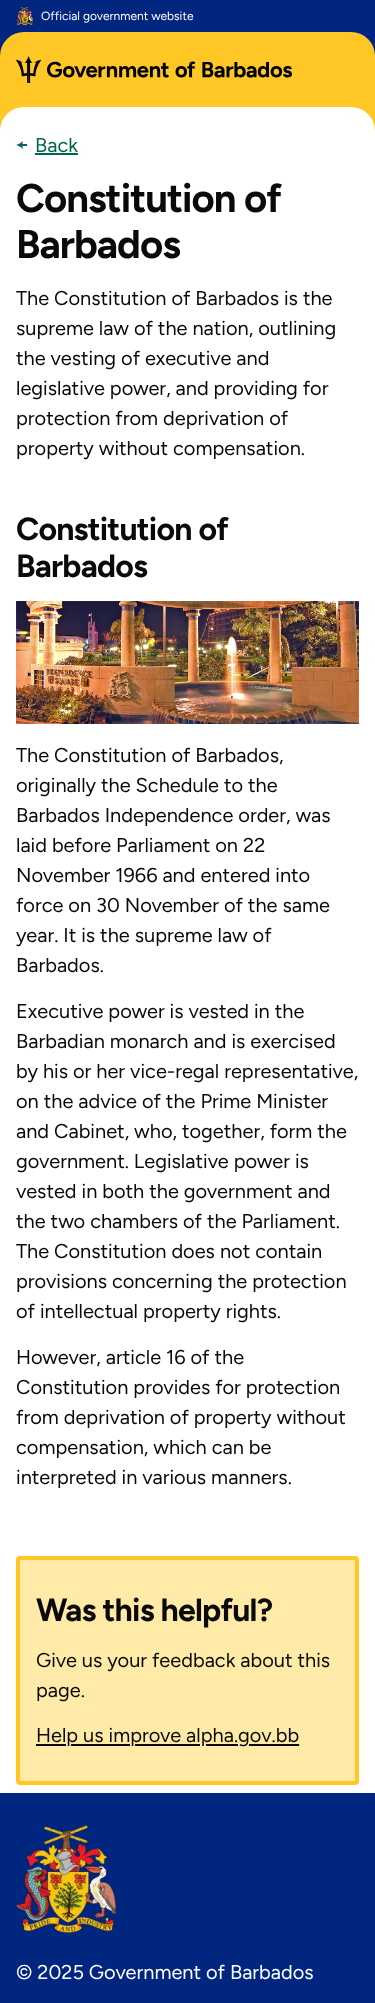 Official government website
Government of Barbados
Back
Constitution of
Barbados
The Constitution of Barbados is the
supreme law of the nation, outlining
the vesting of executive and
legislative power, and providing for
protection from deprivation of
property without compensation.
Constitution of
Barbados
INDEPENDENCE
SQUARE
The Constitution of Barbados,
originally the Schedule to the
Barbados Independence order, was
laid before Parliament on 22
November 1966 and entered into
force on 30 November of the same
year. It is the supreme law of
Barbados.
Executive power is vested in the
Barbadian monarch and is exercised
by his or her vice-regal representative,
on the advice of the Prime Minister
and Cabinet, who, together, form the
government. Legislative power is
vested in both the government and
the two chambers of the Parliament.
The Constitution does not contain
provisions concerning the protection
of intellectual property rights.
However, article 16 of the
Constitution provides for protection
from deprivation of property without
compensation, which can be
interpreted in various manners.
Was this helpful?
Give us your feedback about this
page.
Help us improve alpha.gov.bb
PRIDE AND INDUSTRY
© 2025 Government of Barbados